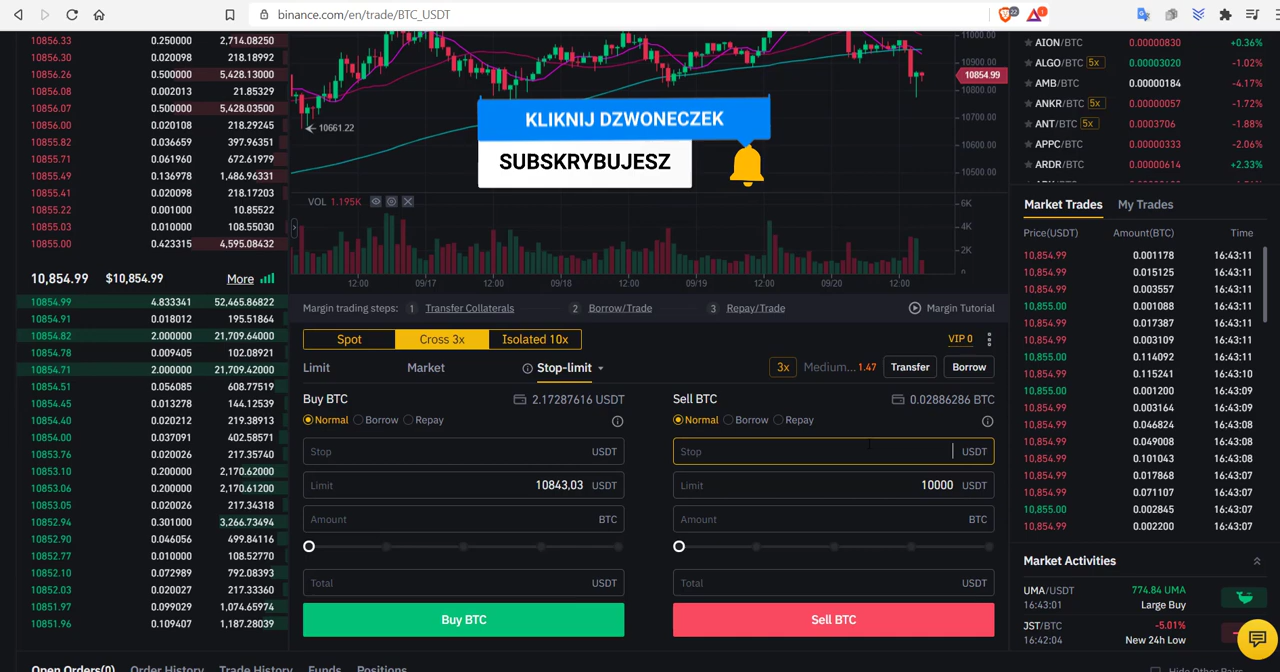 binance.com/en/trade/BTC_USDT
22
1
10856.33 0.250000 2,714.08250
10856.30 0.020098 218.18992
10856.26 0.500000 5,428.13000
10856.08 0.002013 21.85329
10856.07 0.500000 5,428.03500
10856.00 0.020108 218.29245
10855.82 0.036659 397.96351
10855.71 0.061960 672.61979
10855.49 0.136978 1,486.96331
10855.41 0.020098 218.17203
10855.22 0.001000 10.85522
10855.03 0.010000 108.55030
10855.00 0.423315 4,595.08432
10,854.99 $10,854.99 More
10854.99 4.833341 52,465.86822
10854.91 0.018012 195.51864
10854.82 2.000000 21,709.64000
10854.78 0.009405 102.08921
10854.71 2.000000 21,709.42000
10854.51 0.056085 608.77519
10854.45 0.013278 144.12539
10854.40 0.020212 219.38913
10854.00 0.037091 402.58571
10853.76 0.020026 217.35740
10853.10 0.200000 2,170.62000
10853.06 0.200000 2,170.61200
10853.05 0.020026 217.34318
10852.94 0.301000 3,266.73494
10852.90 0.046056 499.84116
10852.77 0.010000 108.52770
10852.10 0.072989 792.08393
10852.03 0.020027 217.33360
10851.97 0.099029 1,074.65974
10851.96 0.109407 1,187.28039
11000.00
10900.00
10854.99
10800.00
10700.00
10600.00
10500.00
10661.22
KLIKNIJ DZWONECZEK
SUBSKRYBUJESZ
VOL 1.195K
6K
4K
2K
0
12:00 09/17 12:00 09/18 12:00 09/19 12:00 09/20 12:00
Margin trading steps: 1 Transfer Collaterals 2 Borrow/Trade 3 Repay/Trade Margin Tutorial
Spot Cross 3x Isolated 10x VIP 0
Limit Market Stop-limit 3x Medium... 1.47 Transfer Borrow
Buy BTC 2.17287616 USDT
Normal Borrow Repay
Stop USDT
Limit 10843,03 USDT
Amount BTC
Total USDT
Buy BTC
Sell BTC 0.02886286 BTC
Normal Borrow Repay
Stop USDT
Limit 10000 USDT
Amount BTC
Total USDT
Sell BTC
AION/BTC 0.00000830 +0.36%
ALGO/BTC 5x 0.00003020 -1.02%
AMB/BTC 0.00000184 -4.17%
ANKR/BTC 5x 0.00000057 -1.72%
ANT/BTC 5x 0.0003706 -1.88%
APPC/BTC 0.00000333 -2.06%
ARDR/BTC 0.00000614 +2.33%
Market Trades My Trades
Price(USDT) Amount(BTC) Time
10,854.99 0.001178 16:43:11
10,854.99 0.015125 16:43:11
10,854.99 0.003557 16:43:11
10,855.00 0.001088 16:43:11
10,854.99 0.017387 16:43:11
10,854.99 0.003109 16:43:11
10,855.00 0.114092 16:43:11
10,854.99 0.115241 16:43:10
10,855.00 0.001200 16:43:09
10,854.99 0.003164 16:43:09
10,854.99 0.046824 16:43:08
10,854.99 0.049008 16:43:08
10,854.99 0.101043 16:43:08
10,854.99 0.017868 16:43:07
10,854.99 0.071107 16:43:07
10,855.00 0.002845 16:43:07
10,854.99 0.002200 16:43:07
Market Activities
UMA/USDT 774.84 UMA
16:43:01 Large Buy
JST/BTC -5.01%
16:42:04 New 24h Low
Open Orders(0) Order History Trade History Funds Positions Hide Other Pairs